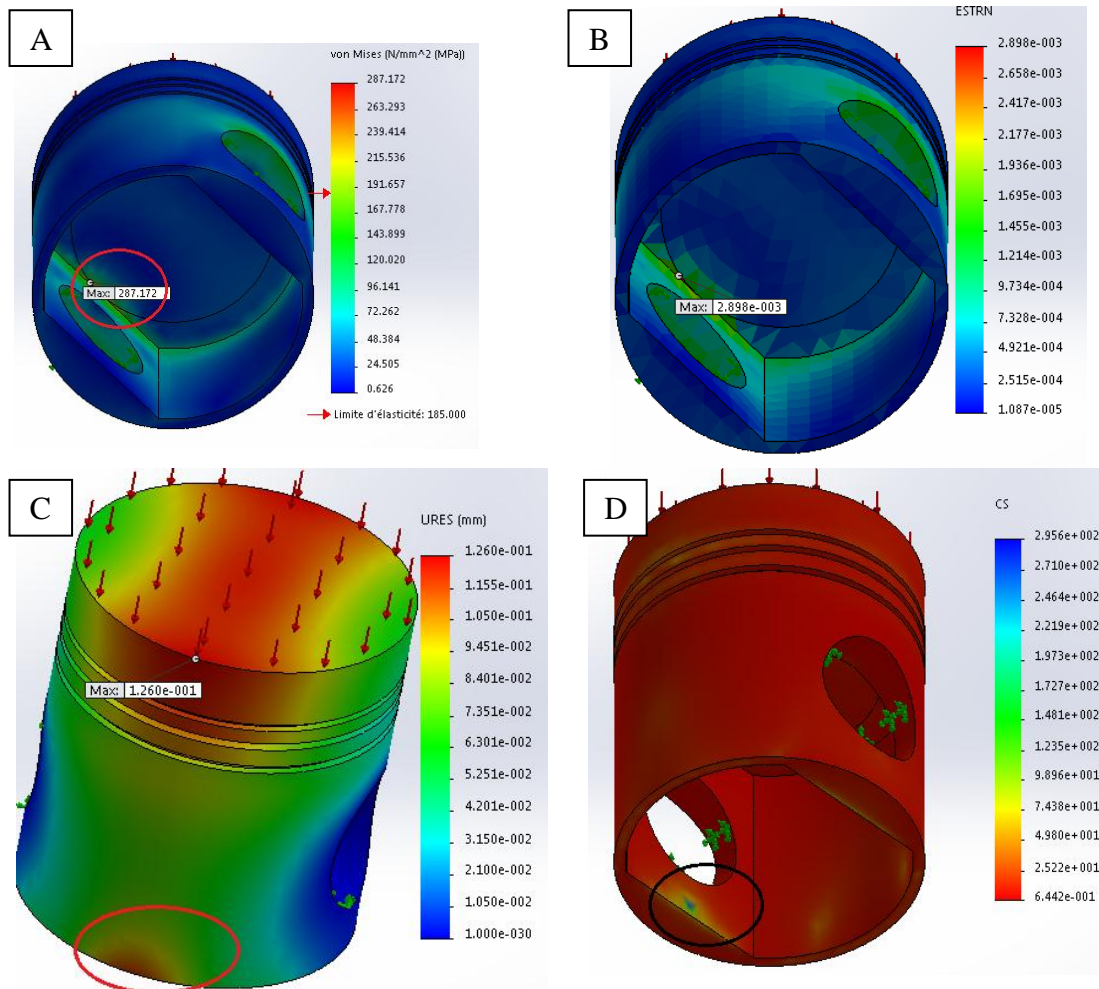 A
von Mises (N/mm^2 (MPa))
287.172
263.293
239.414
215.536
191.657
167.778
143.899
120.020
96.141
72.262
48.384
24.505
0.626
Limite d'élasticité: 185.000
Max: 287.172
B
ESTRN
2.898e-003
2.658e-003
2.417e-003
2.177e-003
1.936e-003
1.695e-003
1.455e-003
1.214e-003
9.734e-004
7.328e-004
4.921e-004
2.515e-004
1.087e-005
Max: 2.898e-003
C
URES (mm)
1.260e-001
1.155e-001
1.050e-001
9.451e-002
8.401e-002
7.351e-002
6.301e-002
5.251e-002
4.201e-002
3.150e-002
2.100e-002
1.050e-002
1.000e-030
Max: 1.260e-001
D
CS
2.956e+002
2.710e+002
2.464e+002
2.219e+002
1.973e+002
1.727e+002
1.481e+002
1.235e+002
9.896e+001
7.438e+001
4.980e+001
2.522e+001
6.442e-001